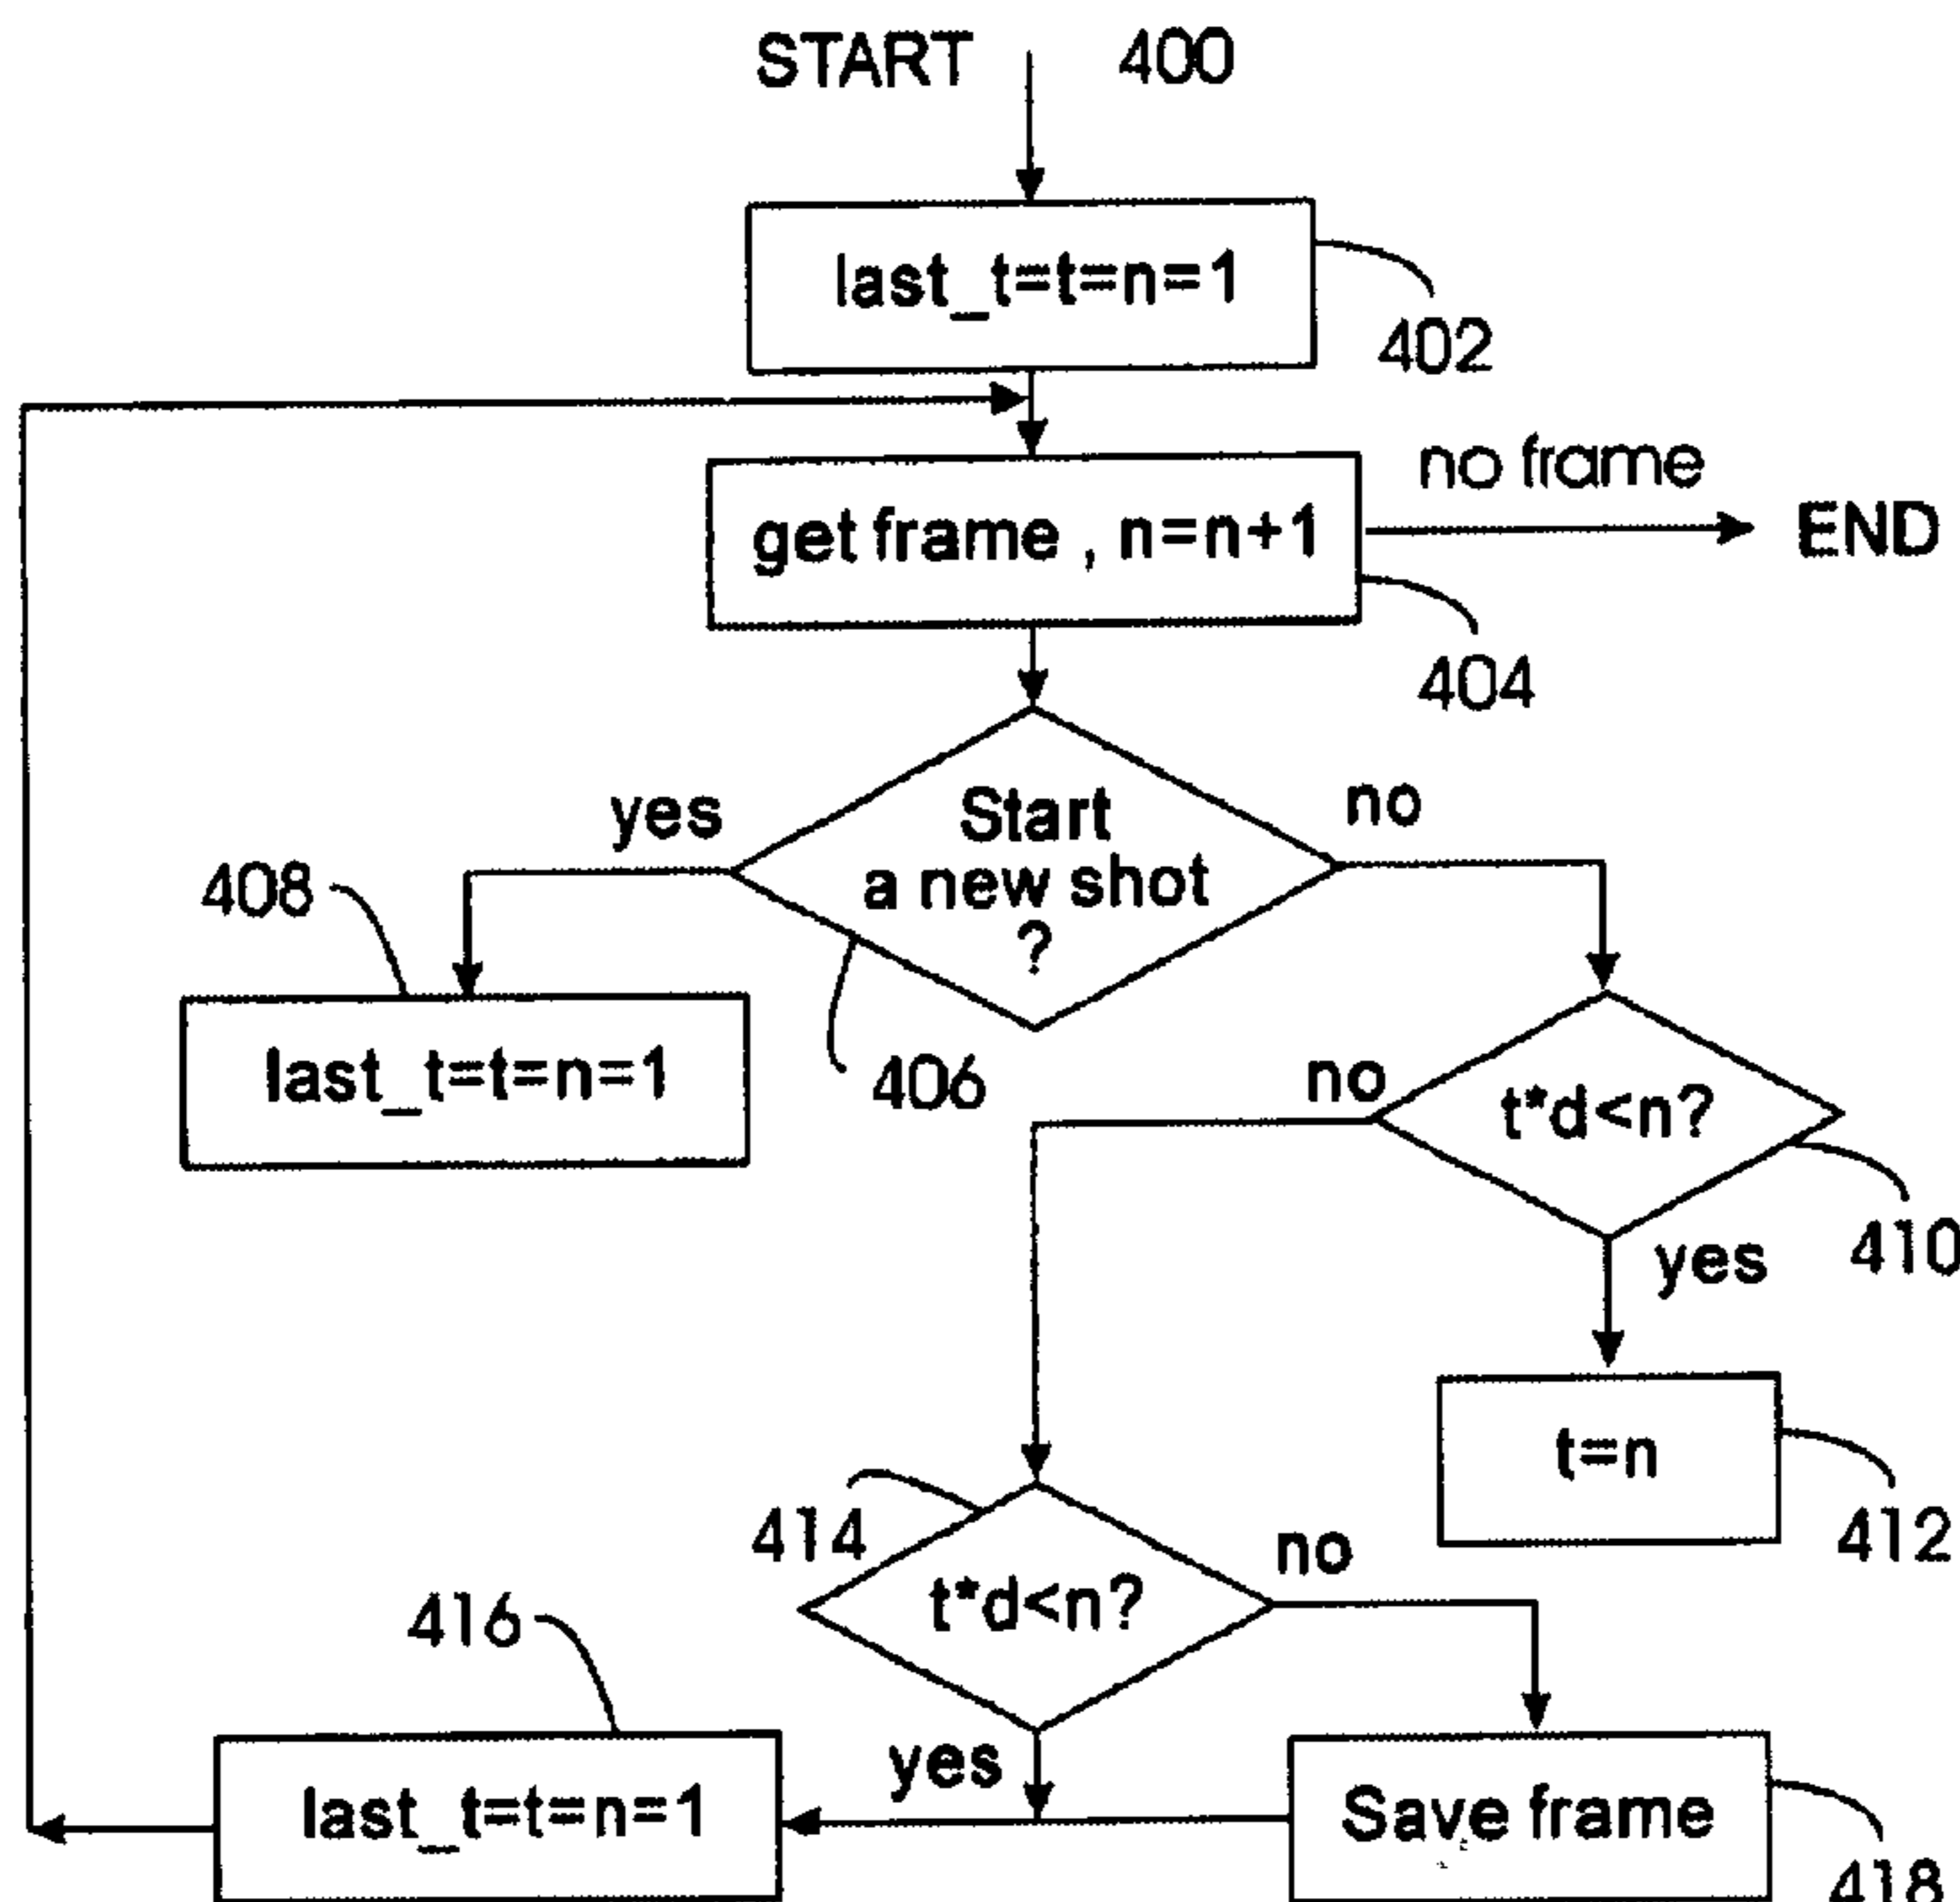 START 400
last_t=t=n=1
402
no frame
get frame , n=n+1
END
404
yes
Start
a new shot
?
no
408
last_t=t=n=1
406
no
t*d<n?
410
yes
t=n
412
414
t*d<n?
no
416
yes
last_t=t=n=1
Save frame
418